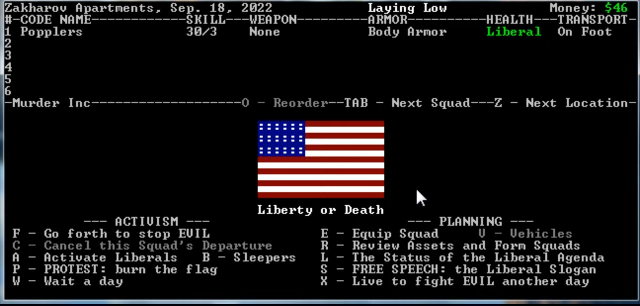 Zakharov Apartments, Sep. 18, 2022 Laying Low Money: $46
#-CODE NAME------------SKILL---WEAPON---------ARMOR----------HEALTH---TRANSPORT-
1 Popplers 30/3 None Body Armor Liberal On Foot
2
3
4
5
6
-Murder Inc-------------------O - Reorder--TAB - Next Squad---Z - Next Location-
Liberty or Death
--- ACTIVISM --- --- PLANNING ---
F - Go forth to stop EVIL E - Equip Squad V - Vehicles
C - Cancel this Squad's Departure R - Review Assets and Form Squads
A - Activate Liberals B - Sleepers L - The Status of the Liberal Agenda
P - PROTEST: burn the flag S - FREE SPEECH: the Liberal Slogan
W - Wait a day X - Live to fight EVIL another day